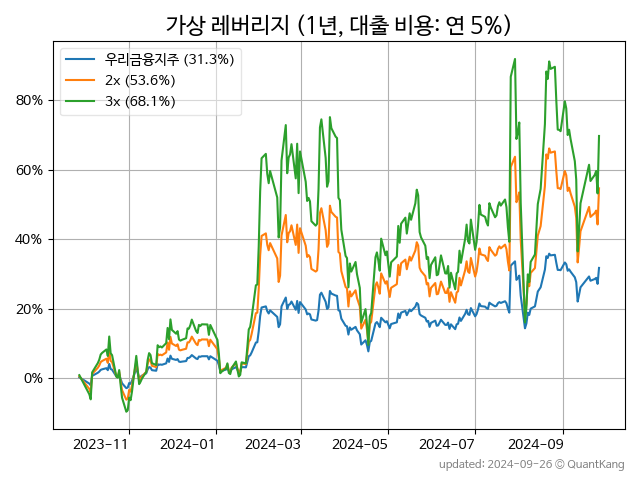 가상 레버리지 (1년, 대출 비용: 연 5%)
우리금융지주 (31.3%)
2x (53.6%)
3x (68.1%)
80%
60%
40%
20%
0%
2023-11 2024-01 2024-03 2024-05 2024-07 2024-09
updated: 2024-09-26 © QuantKang